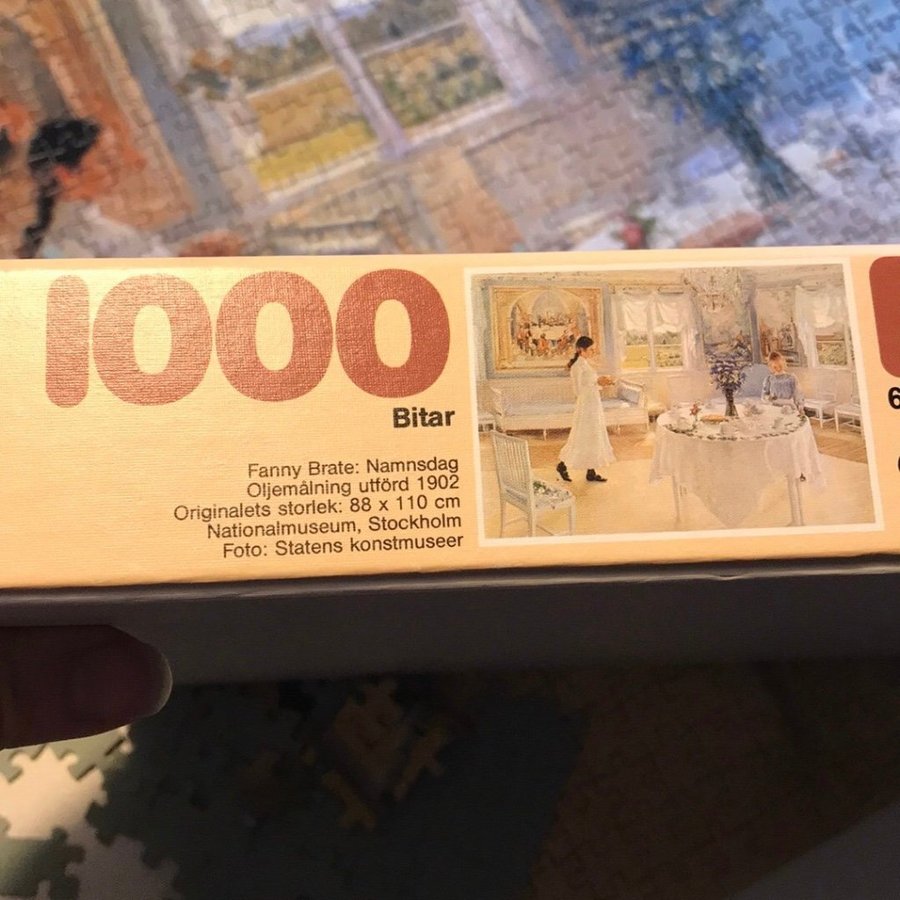 1000
Bitar
Fanny Brate: Namnsdag
Oljemålning utförd 1902
Originalets storlek: 88 x 110 cm
Nationalmuseum, Stockholm
Foto: Statens konstmuseer